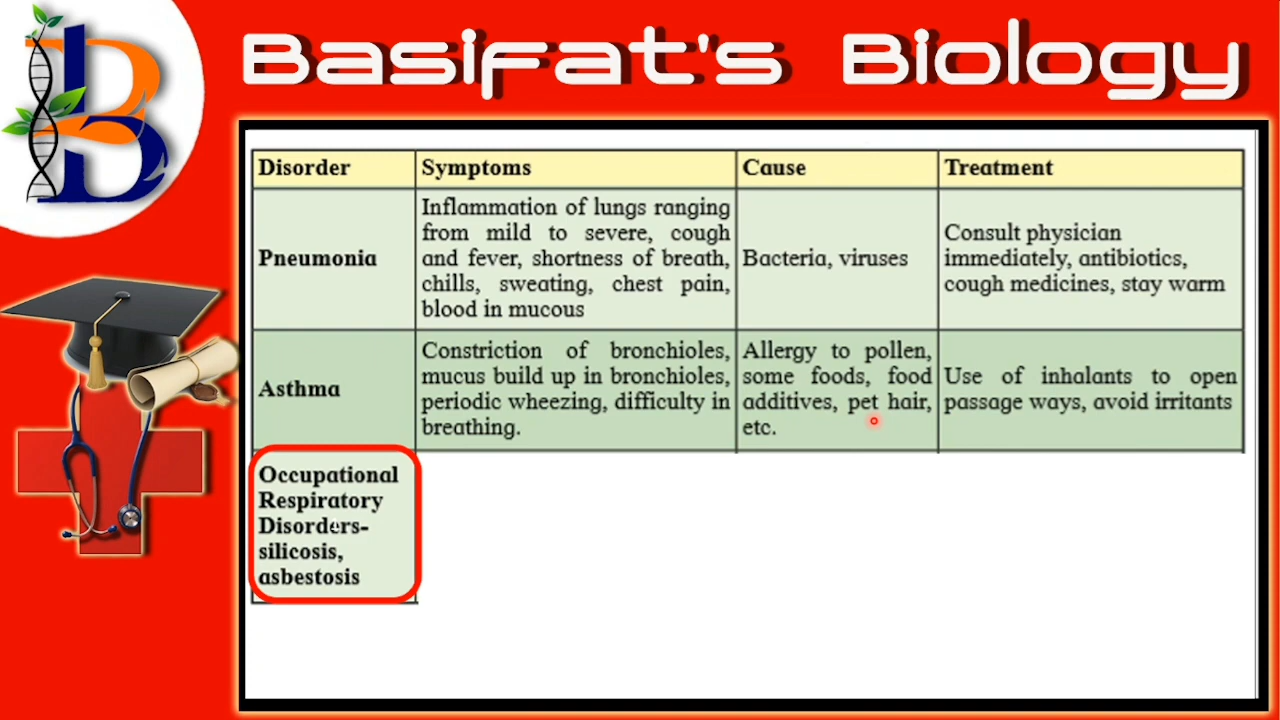 Basifat's Biology
Disorder
Symptoms
Cause
Treatment
Pneumonia
Inflammation of lungs ranging
from mild to severe, cough
and fever, shortness of breath,
chills, sweating, chest pain,
blood in mucous
Bacteria, viruses
Consult physician
immediately, antibiotics,
cough medicines, stay warm
Asthma
Constriction of bronchioles,
mucus build up in bronchioles,
periodic wheezing, difficulty in
breathing.
Allergy to pollen,
some foods, food
additives, pet hair,
etc.
Use of inhalants to open
passage ways, avoid irritants
Occupational
Respiratory
Disorders-
silicosis,
asbestosis